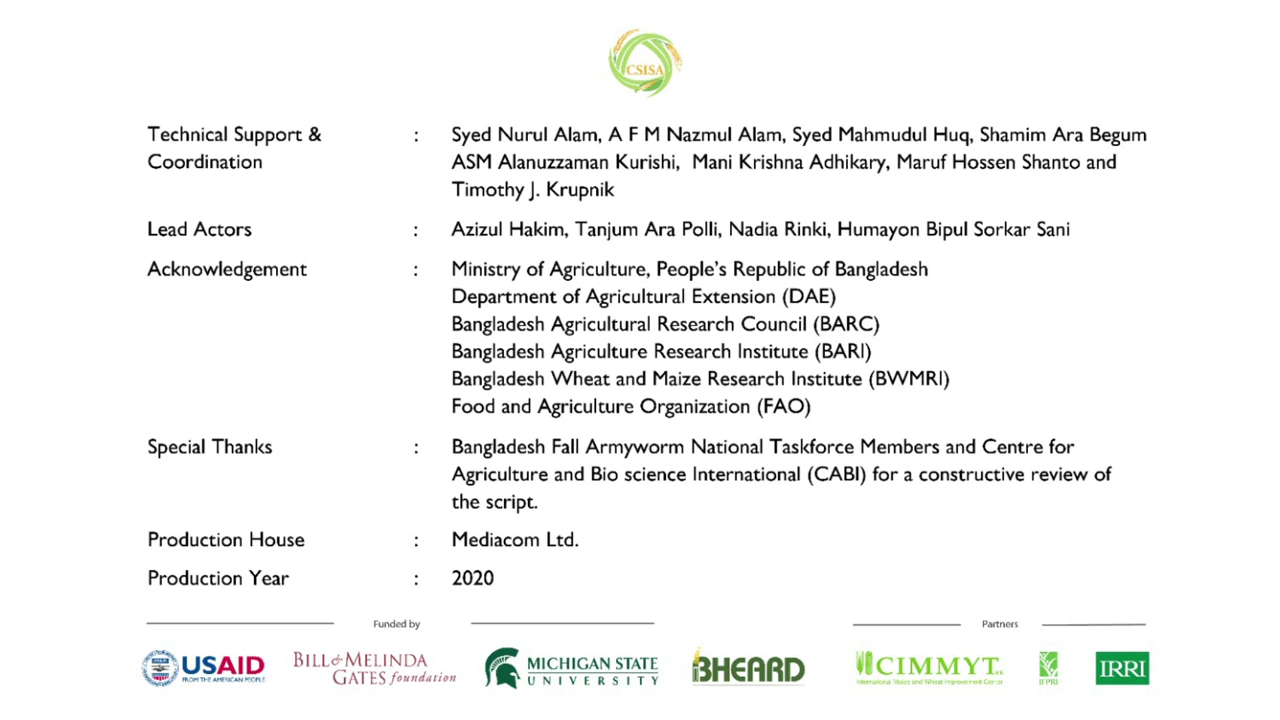 CSISA
Technical Support & : Syed Nurul Alam, A F M Nazmul Alam, Syed Mahmudul Huq, Shamim Ara Begum
Coordination ASM Alanuzzaman Kurishi, Mani Krishna Adhikary, Maruf Hossen Shanto and
Timothy J. Krupnik
Lead Actors : Azizul Hakim, Tanjum Ara Polli, Nadia Rinki, Humayon Bipul Sorkar Sani
Acknowledgement : Ministry of Agriculture, People's Republic of Bangladesh
Department of Agricultural Extension (DAE)
Bangladesh Agricultural Research Council (BARC)
Bangladesh Agriculture Research Institute (BARI)
Bangladesh Wheat and Maize Research Institute (BWMRI)
Food and Agriculture Organization (FAO)
Special Thanks : Bangladesh Fall Armyworm National Taskforce Members and Centre for
Agriculture and Bio science International (CABI) for a constructive review of
the script.
Production House : Mediacom Ltd.
Production Year : 2020
Funded by Partners
USAID
FROM THE AMERICAN PEOPLE
BILL & MELINDA
GATES foundation
MICHIGAN STATE
UNIVERSITY
BHEARD
CIMMYT
International Maize and Wheat Improvement Center
IFPRI
IRRI